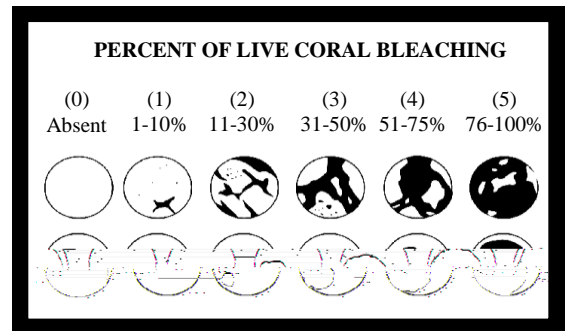 PERCENT OF LIVE CORAL BLEACHING
(0) (1) (2) (3) (4) (5)
Absent 1-10% 11-30% 31-50% 51-75% 76-100%